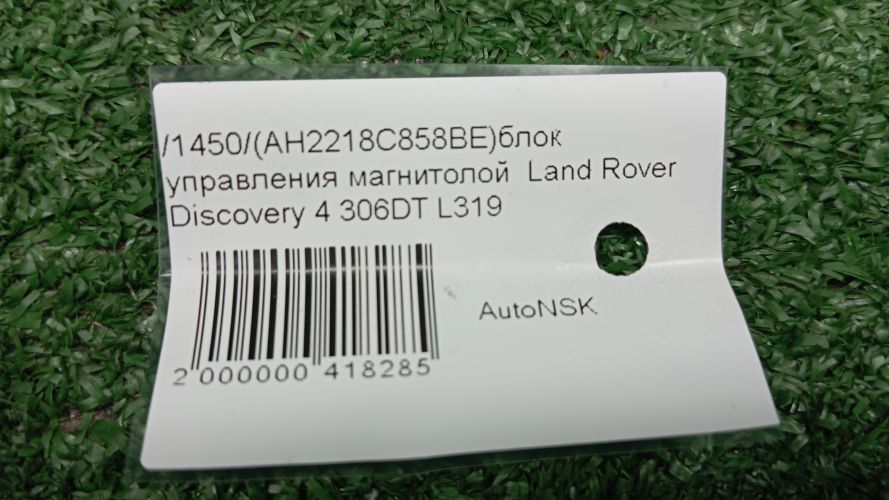 /1450/(AH2218C858BE)блок
управления магнитолой Land Rover
Discovery 4 306DT L319
AutoNSK
2 000000 418285